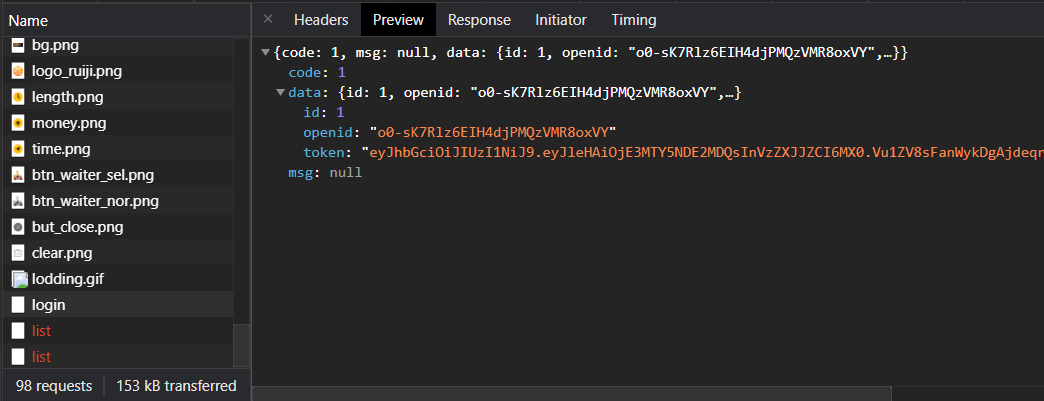 Name
bg.png
logo_ruiji.png
length.png
money.png
time.png
btn_waiter_sel.png
btn_waiter_nor.png
but_close.png
clear.png
lodding.gif
login
list
list
98 requests
153 kB transferred
Headers
Preview
Response
Initiator
Timing
{code: 1, msg: null, data: {id: 1, openid: "o0-sK7Rlz6EIH4djPMQzVMR8oxVY",…}}
code: 1
data: {id: 1, openid: "o0-sK7Rlz6EIH4djPMQzVMR8oxVY",…}
id: 1
openid: "o0-sK7Rlz6EIH4djPMQzVMR8oxVY"
token: "eyJhbGciOiJIUzI1NiJ9.eyJleHAiOjE3MTY5NDE2MDQsInVzZXJJZCI6MX0.Vu1ZV8sFanWykDgAjdeqr
msg: null